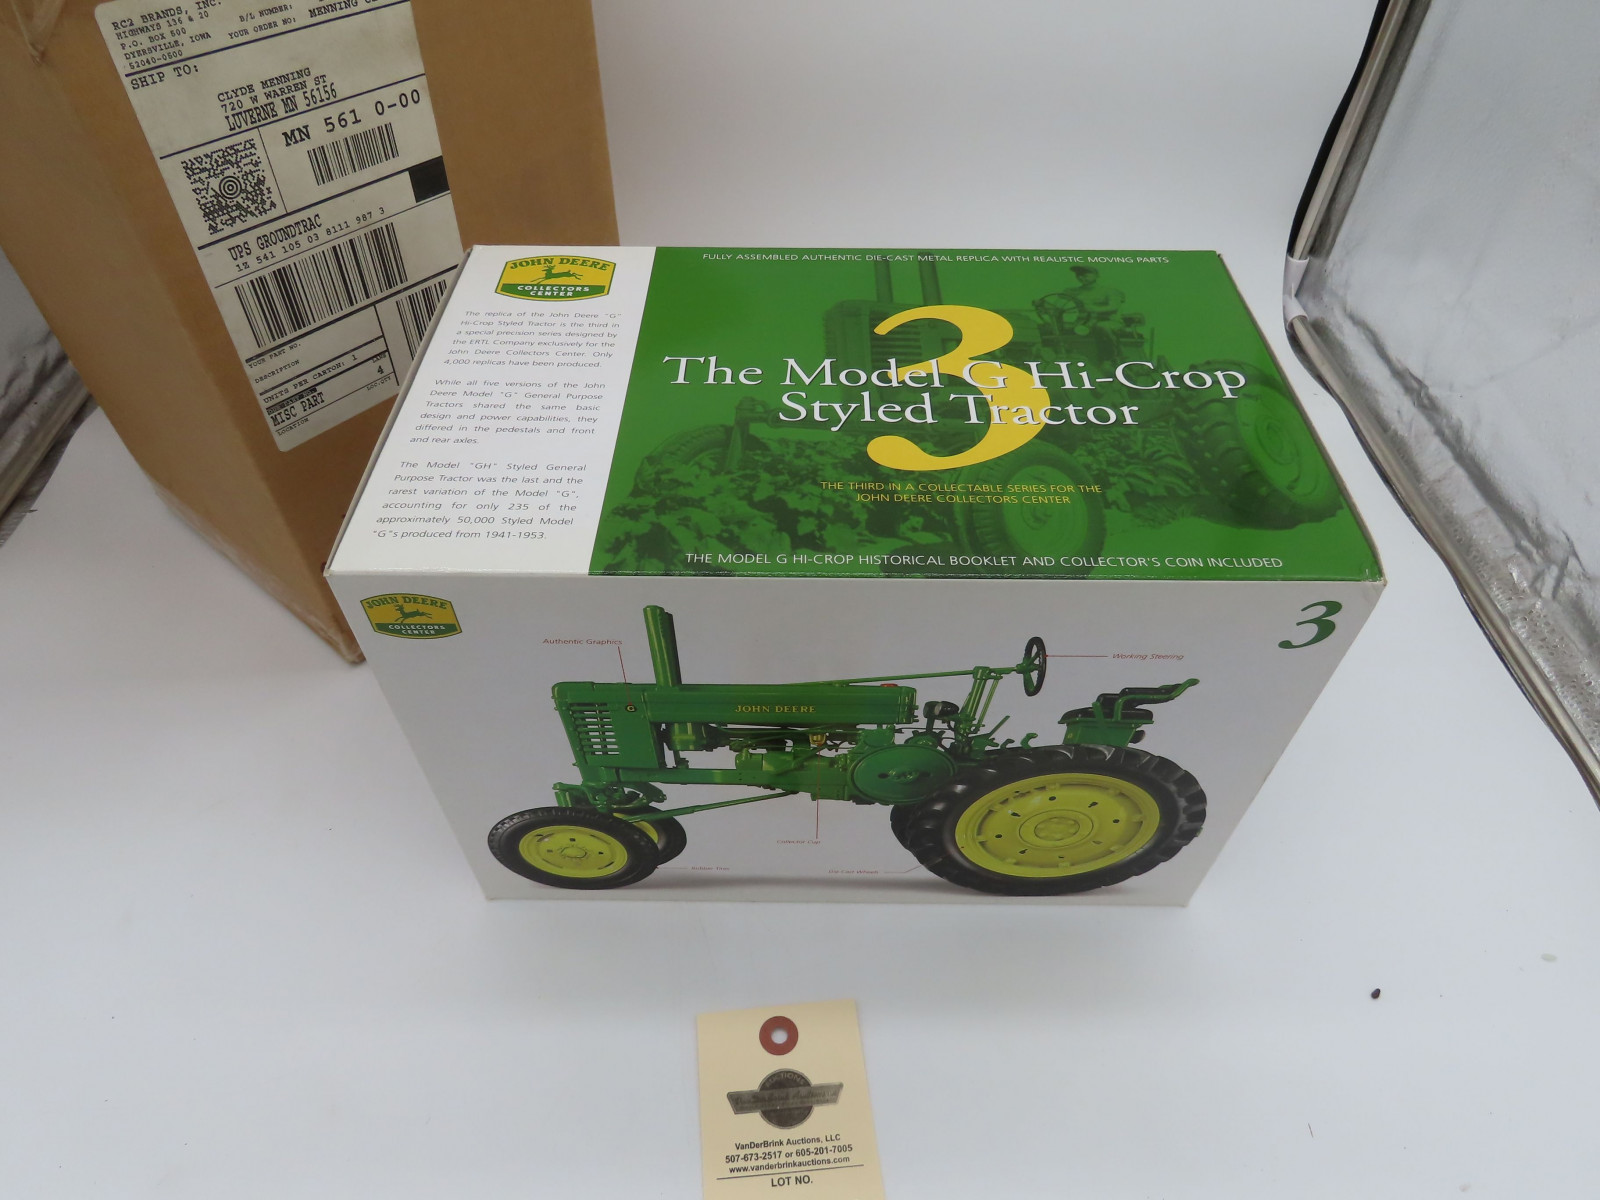 RC2 BRANDS, INC.
HIGHWAYS 136 & 20
P.O. BOX 500
DYERSVILLE, IOWA
52040-0500
B/L NUMBER:
YOUR ORDER NO: MENNING
SHIP TO:
CLYDE MENNING
720 W WARREN ST
LUVERNE MN 56156
MN 561 0-00
UPS GROUNDTRAC
1Z 541 105 03 8111 987 3
YOUR PART NO.
DESCRIPTION
UNITS PER CARTON: 1
4
MISC PART
LOCATION
JOHN DEERE
COLLECTORS
CENTER
The replica of the John Deere "G"
Hi-Crop Styled Tractor is the third in
a special precision series designed by
the ERTL Company exclusively for the
John Deere Collectors Center. Only
4,000 replicas have been produced.
While all five versions of the John
Deere Model "G" General Purpose
Tractors shared the same basic
design and power capabilities, they
differed in the pedestals and front
and rear axles.
The Model "GH" Styled General
Purpose Tractor was the last and the
rarest variation of the Model "G",
accounting for only 235 of the
approximately 50,000 Styled Model
"G"s produced from 1941-1953.
FULLY ASSEMBLED AUTHENTIC DIE-CAST METAL REPLICA WITH REALISTIC MOVING PARTS
3
The Model G Hi-Crop
Styled Tractor
THE THIRD IN A COLLECTABLE SERIES FOR THE
JOHN DEERE COLLECTORS CENTER
THE MODEL G HI-CROP HISTORICAL BOOKLET AND COLLECTOR'S COIN INCLUDED
JOHN DEERE
COLLECTORS
CENTER
3
Authentic Graphics
Working Steering
G
JOHN DEERE
Rubber Tires
Die-Cast Wheels
AUCTIONS
VanDerBrink Auctions, LLC
507-673-2517 or 605-201-7005
www.vanderbrinkauctions.com
LOT NO.